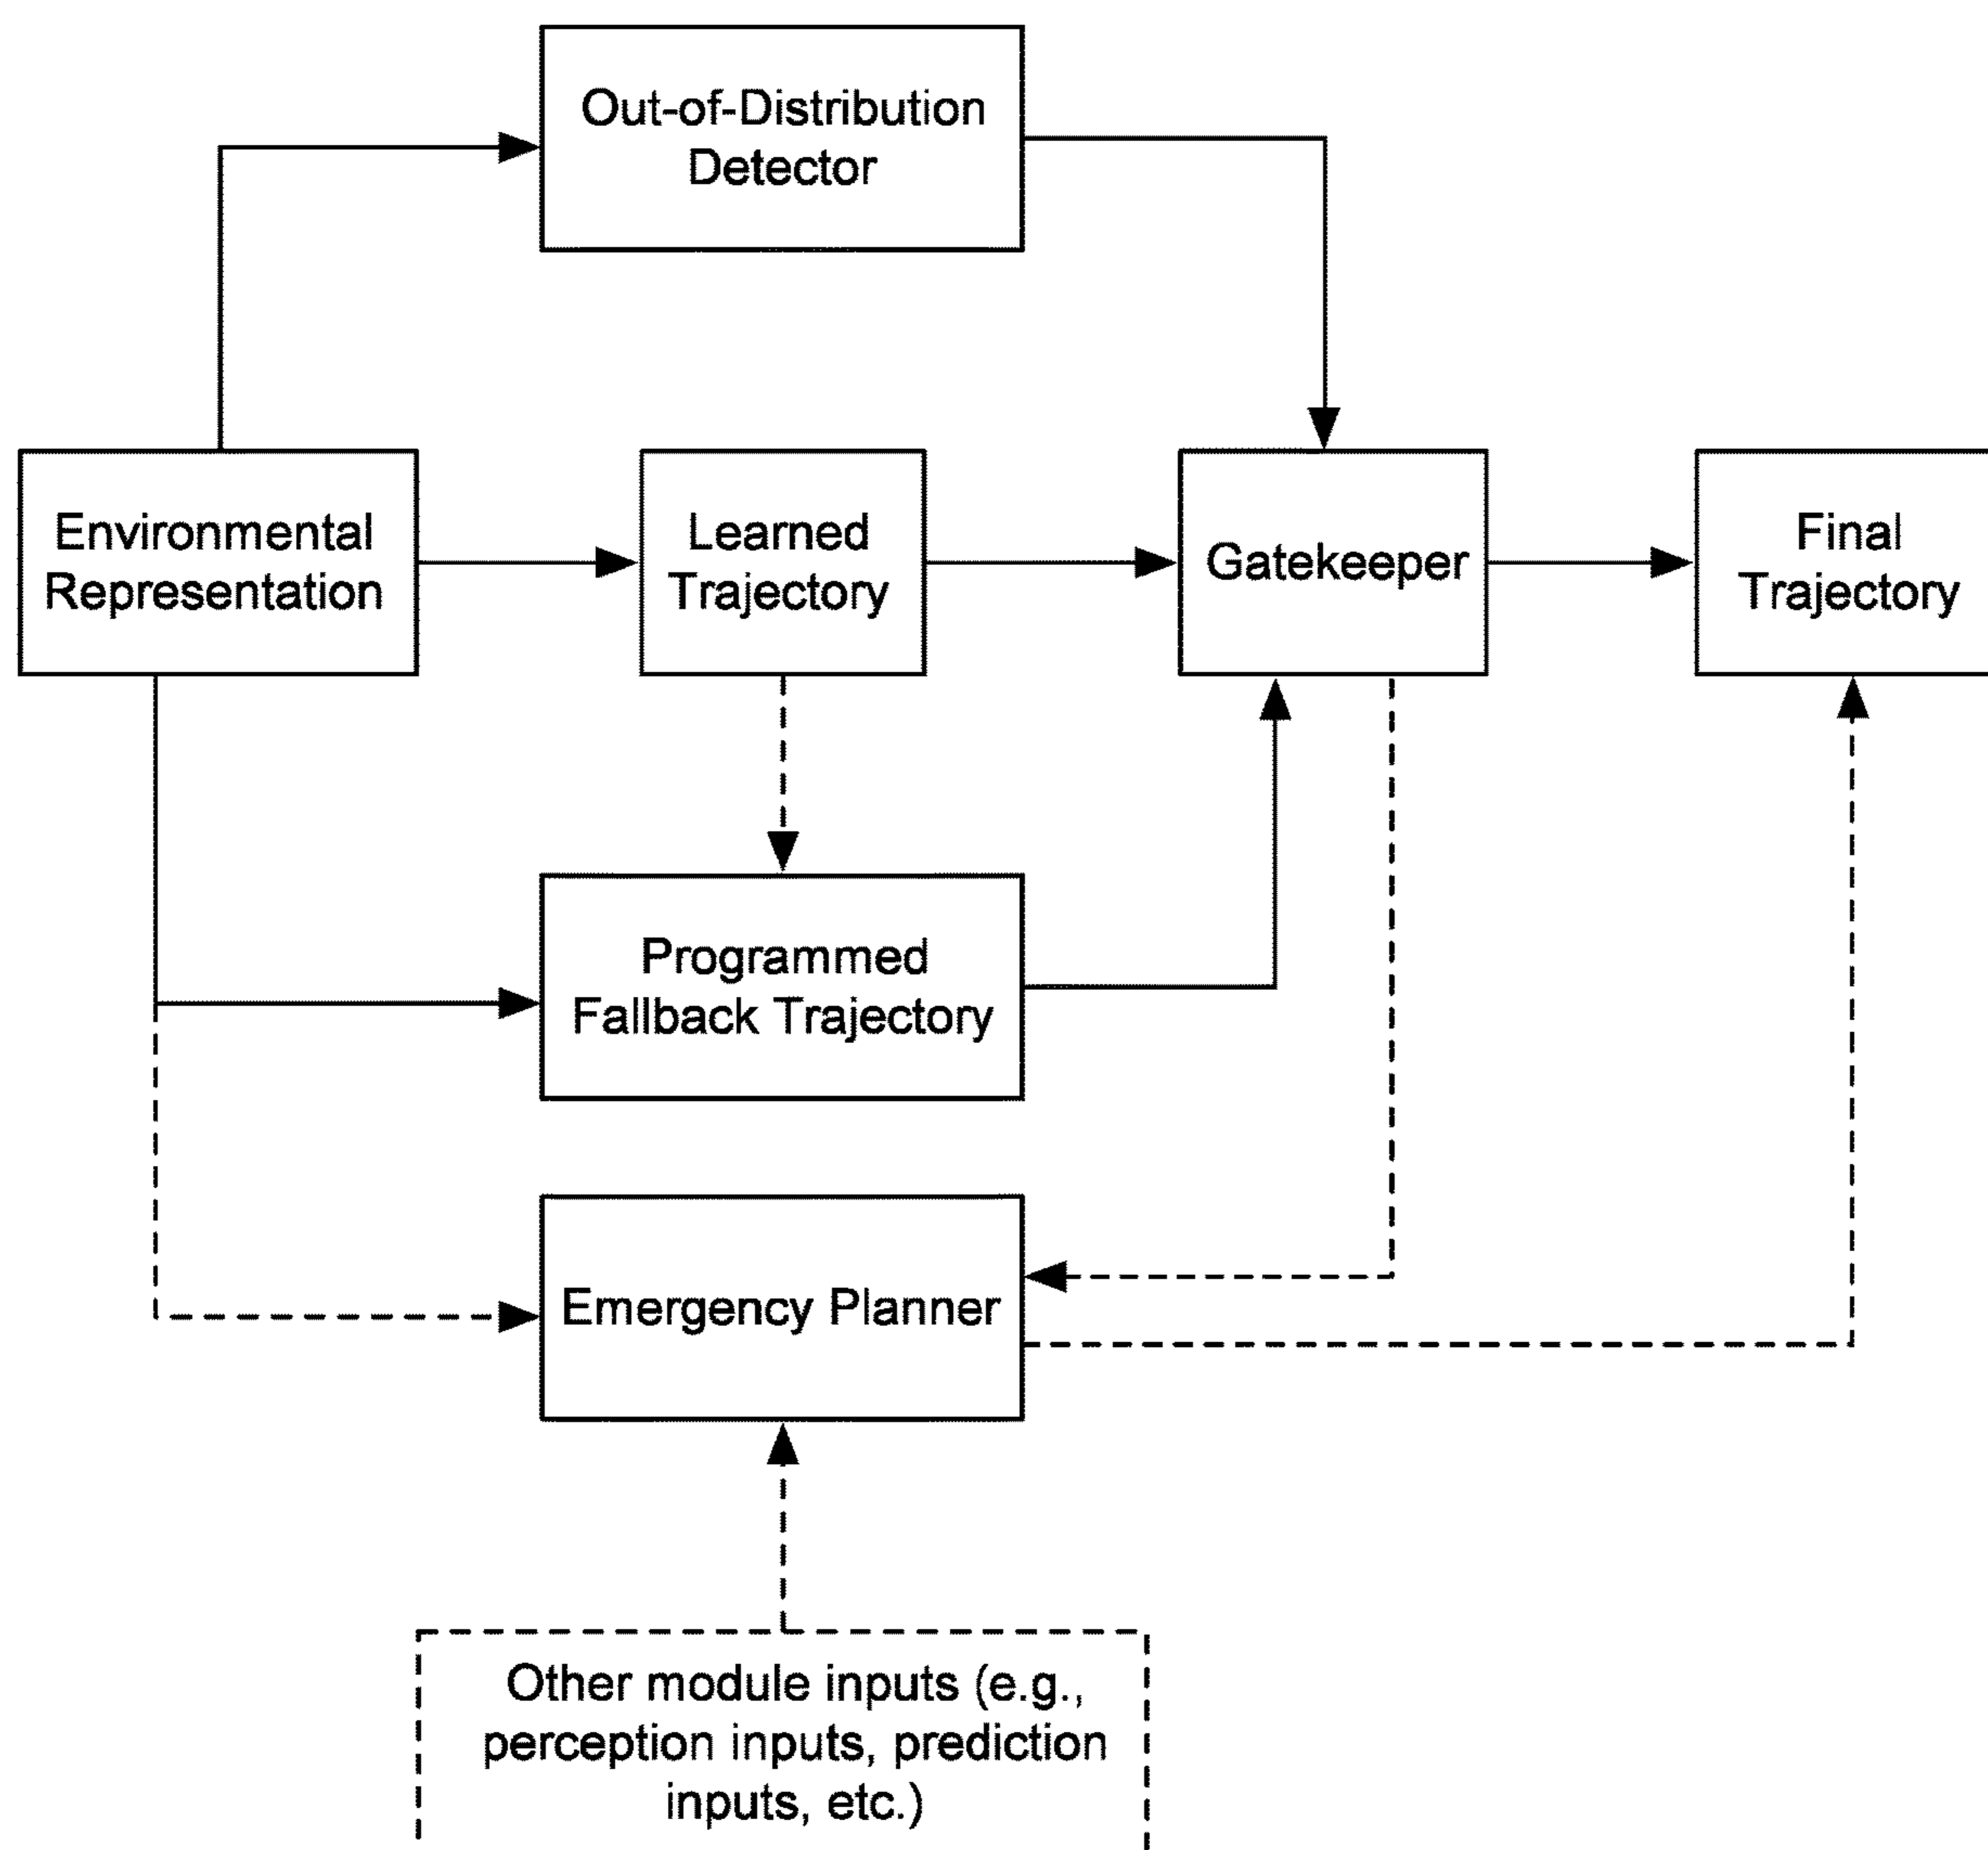 Out-of-Distribution
Detector
Environmental
Representation
Learned
Trajectory
Gatekeeper
Final
Trajectory
Programmed
Fallback Trajectory
Emergency Planner
Other module inputs (e.g.,
perception inputs, prediction
inputs, etc.)